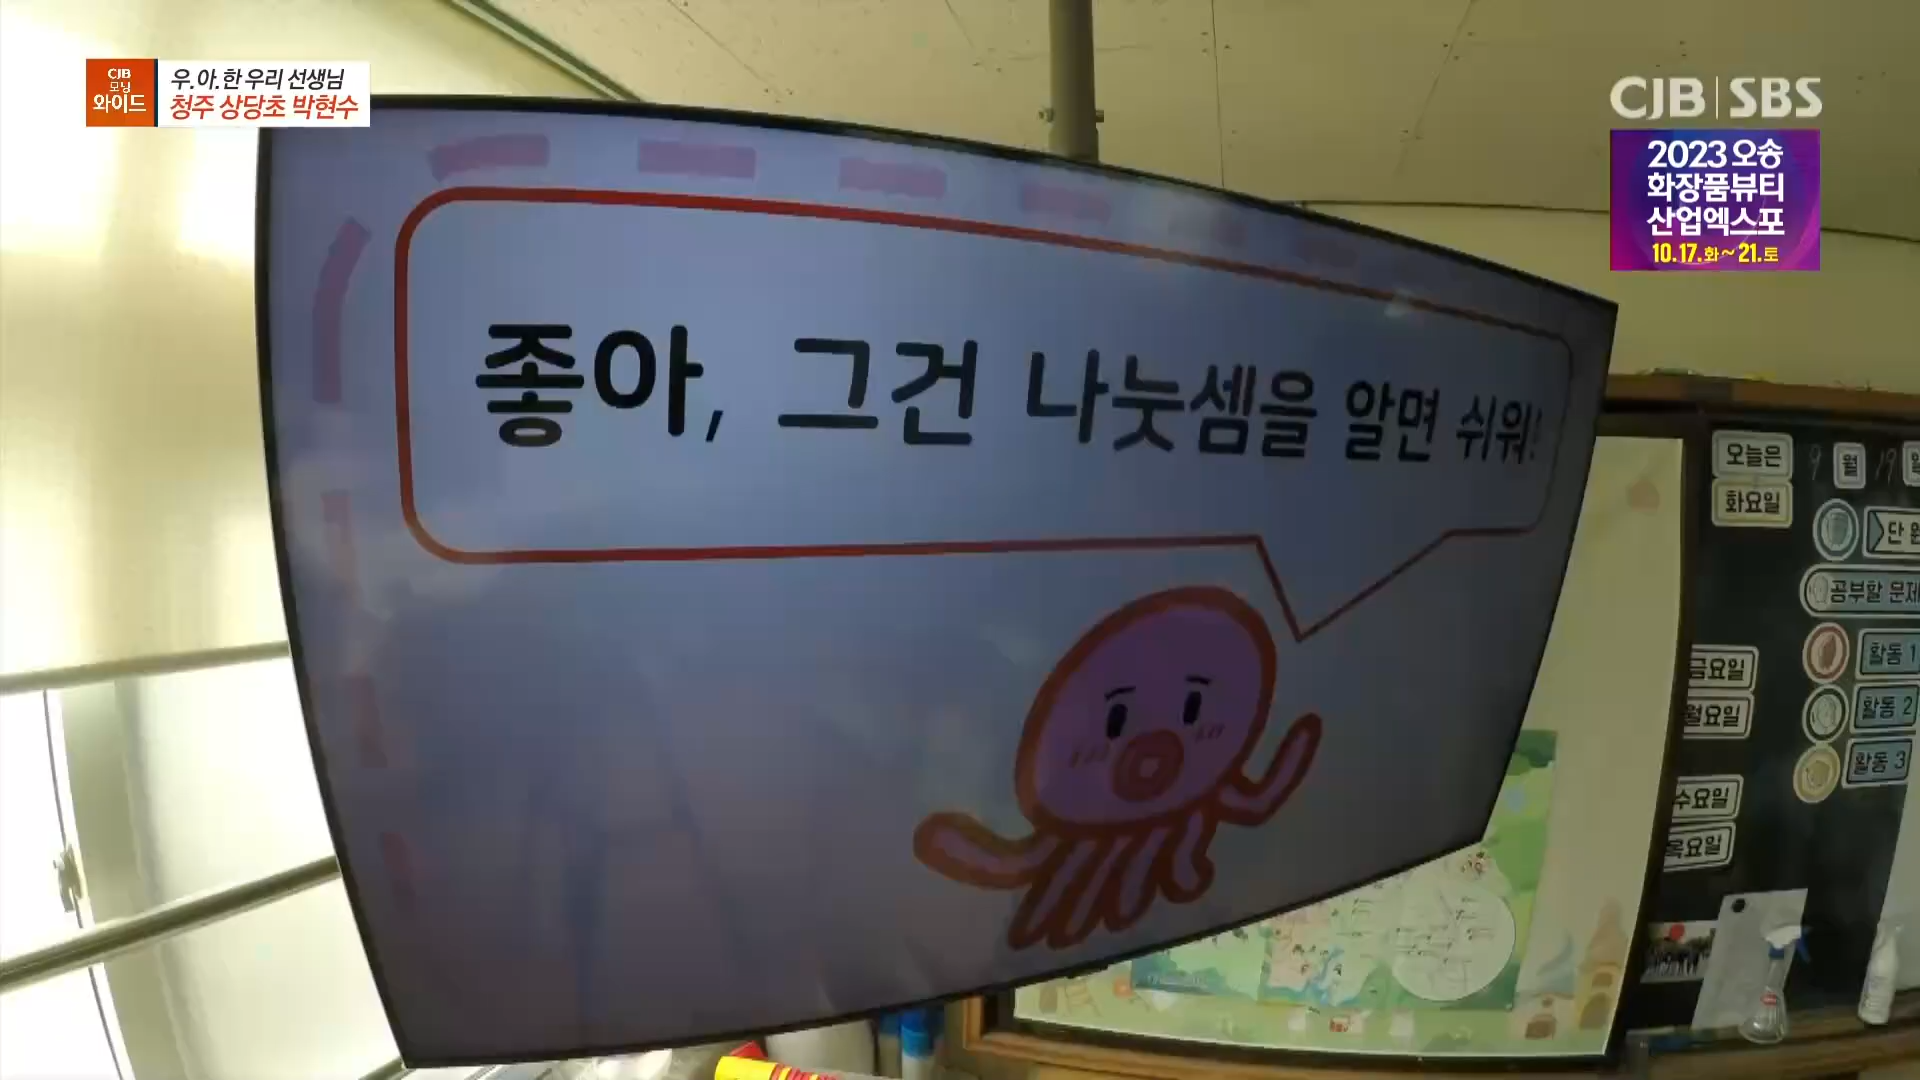 CJB
모닝
와이드
우.아.한 우리 선생님
청주 상당초 박현수
CJB SBS
2023 오송
화장품뷰티
산업엑스포
10.17.화~21.토
좋아, 그건 나눗셈을 알면 쉬워!
오늘은 9 월 19 일
화요일
단원
공부할 문제
활동 1
활동 2
활동 3
금요일
월요일
수요일
목요일